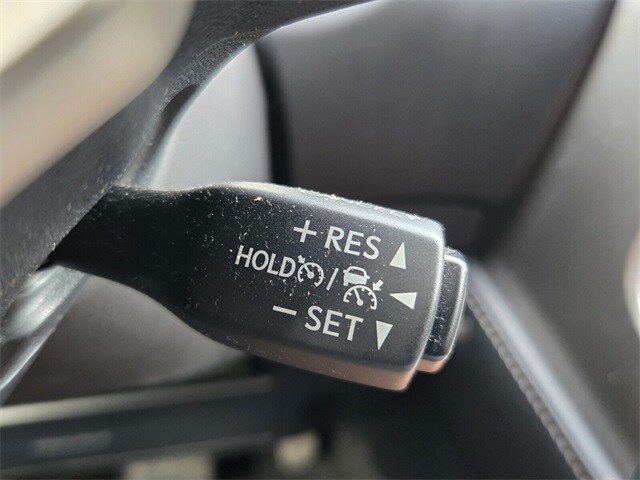 + RES ▲
HOLD / ◀
− SET ▼